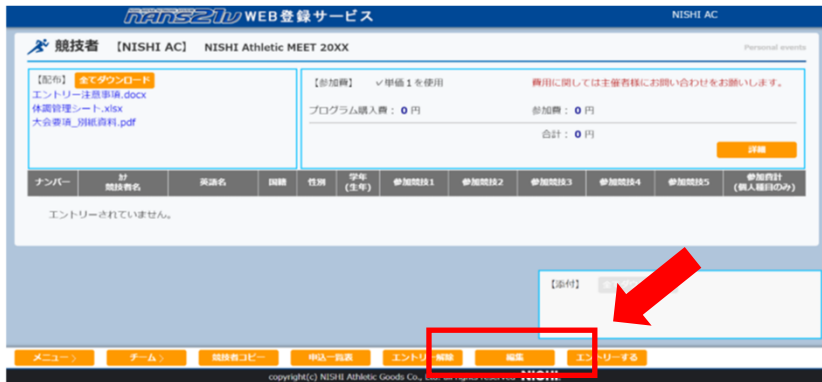 NANS21V WEB登録サービス
NISHI AC
競技者 【NISHI AC】 NISHI Athletic MEET 20XX
Personal events
【配布】 全てダウンロード
エントリー注意事項.docx
体調管理シート.xlsx
大会要項_別紙資料.pdf
【参加費】 ✓単価1を使用
費用に関しては主催者様にお問い合わせをお願いします。
プログラム購入費: 0 円
参加費: 0 円
合計: 0 円
詳細
ナンバー カナ 競技者名 英語名 国籍 性別 学年 (生年) 参加競技1 参加競技2 参加競技3 参加競技4 参加競技5 参加費計 (個人種目のみ)
エントリーされていません。
【添付】
メニュー〉 チーム〉 競技者コピー 申込一覧表 エントリー解除 編集 エントリーする
copyright(c) NISHI Athletic Goods Co., Ltd. all rights reserved NISHI